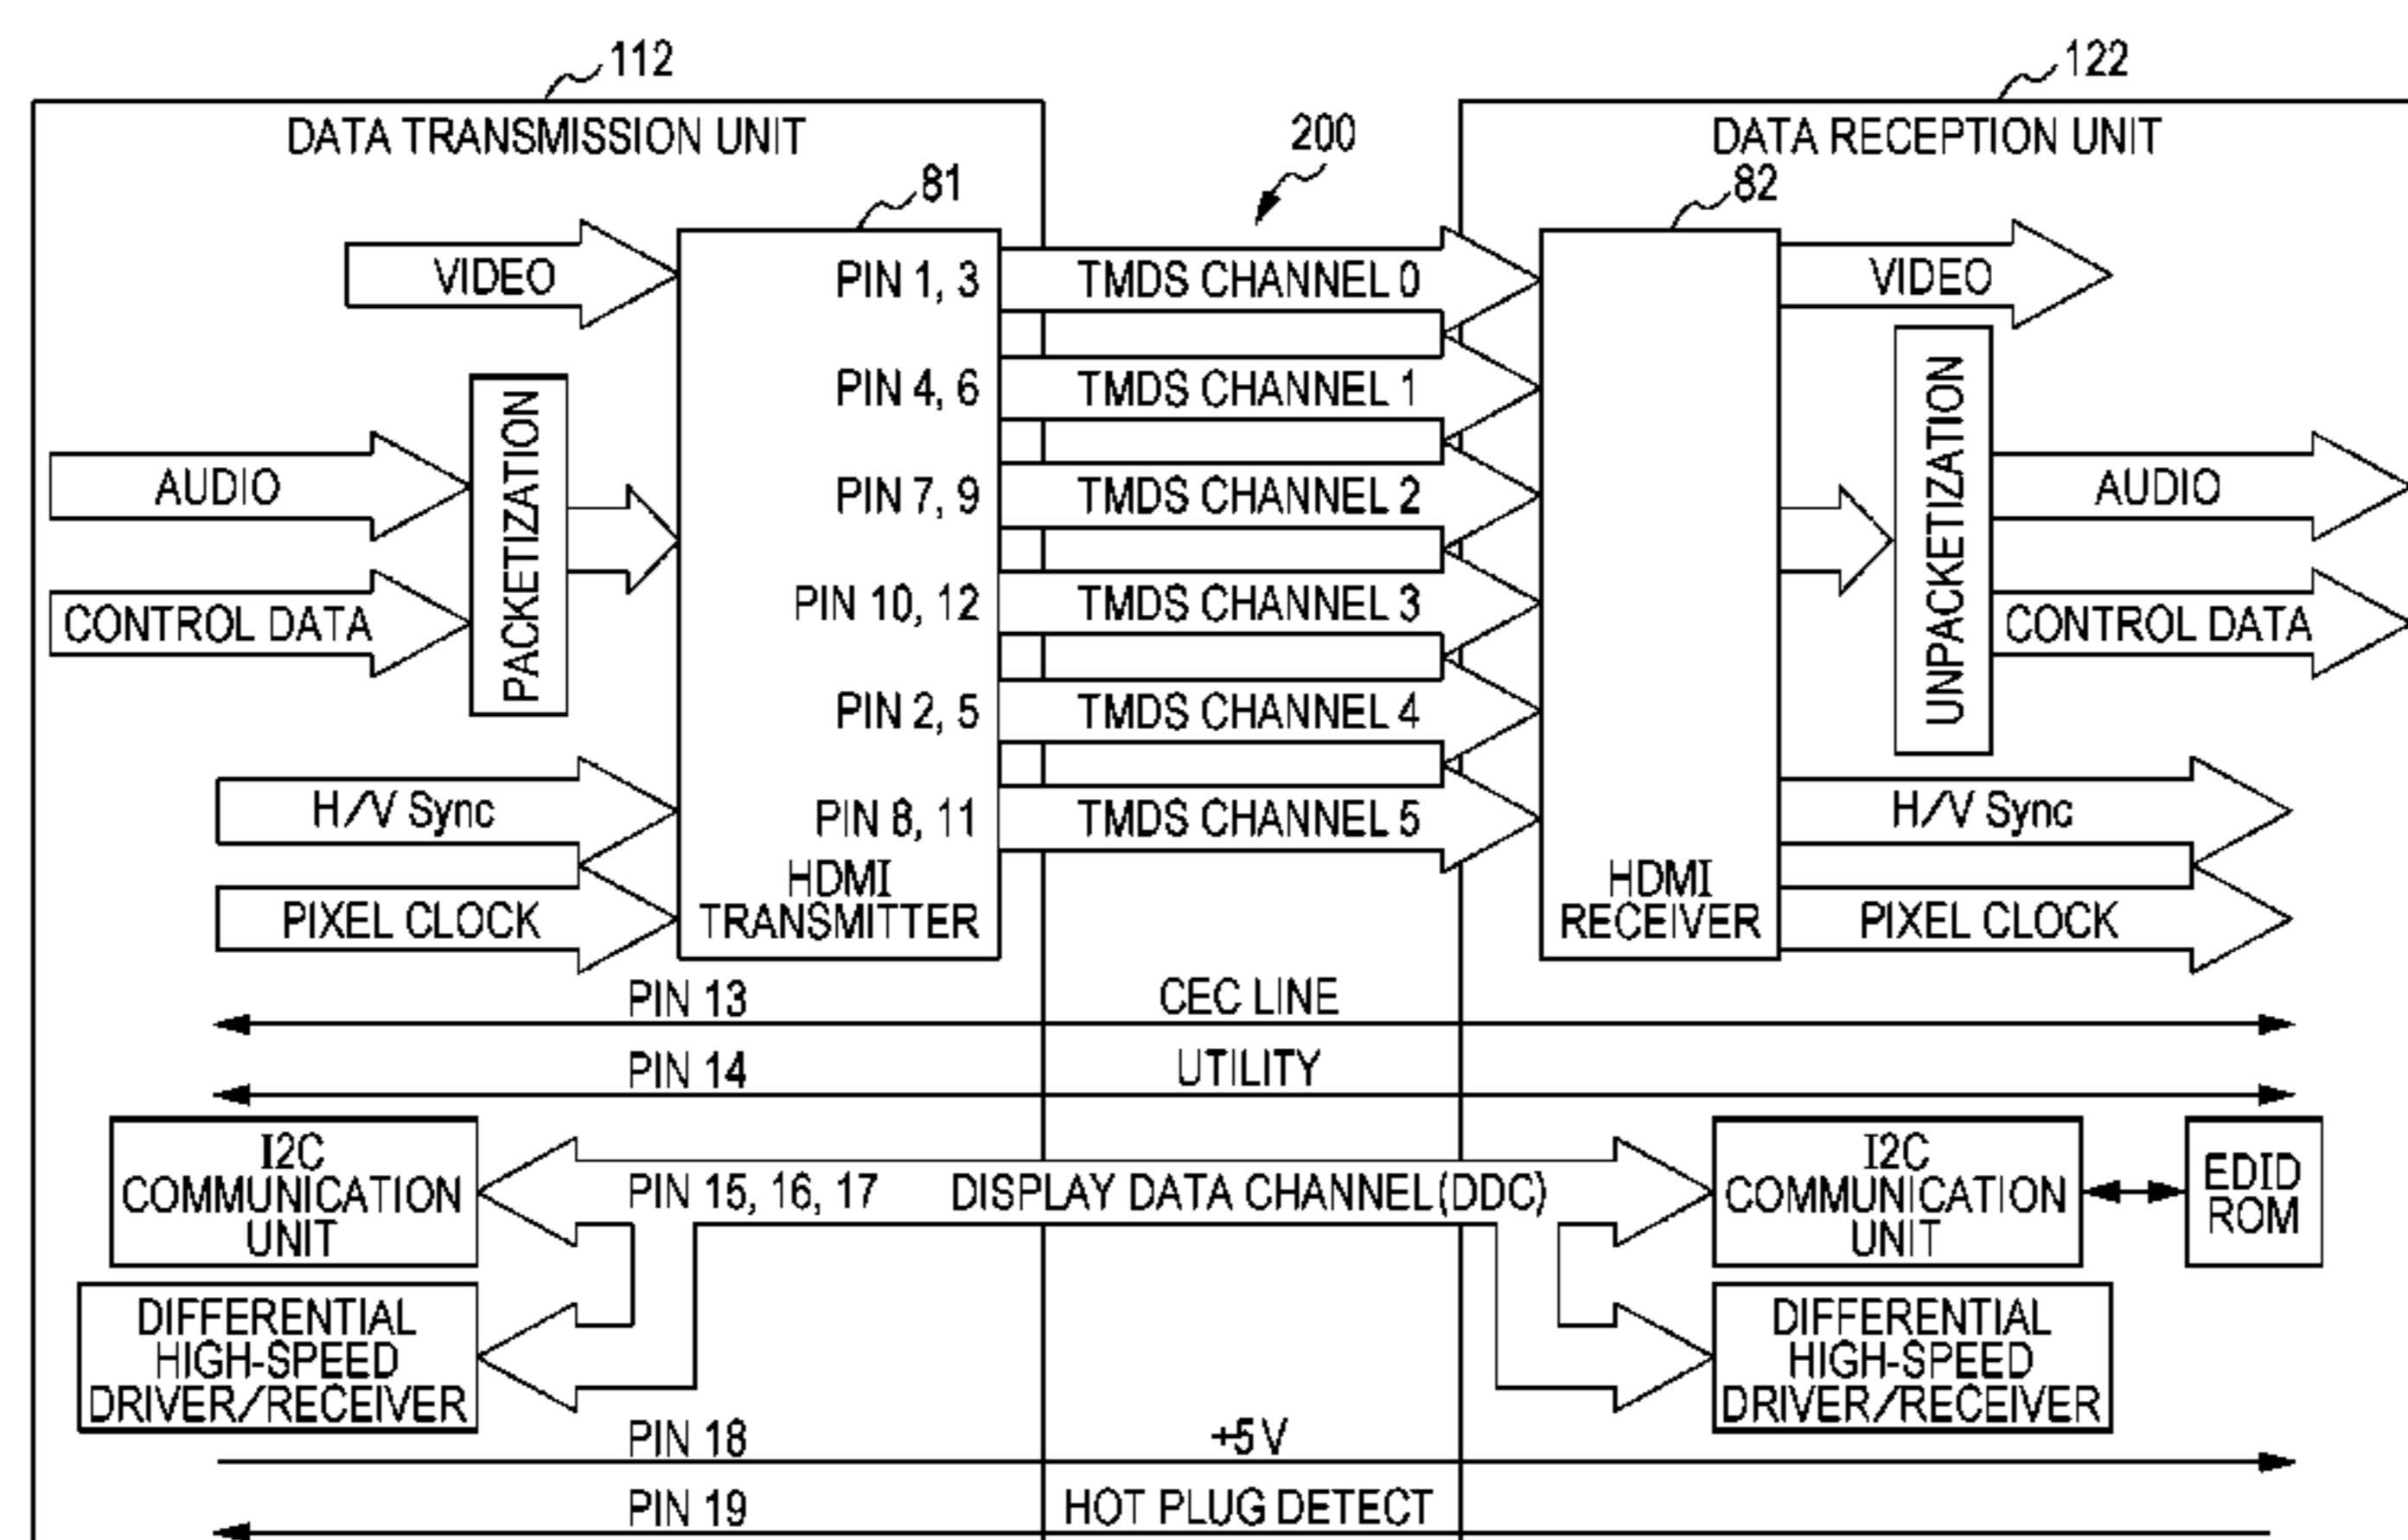 112
122
DATA TRANSMISSION UNIT
200
DATA RECEPTION UNIT
81
82
VIDEO
PIN 1, 3
TMDS CHANNEL 0
VIDEO
PIN 4, 6
TMDS CHANNEL 1
PACKETIZATION
UNPACKETIZATION
AUDIO
PIN 7, 9
TMDS CHANNEL 2
AUDIO
CONTROL DATA
PIN 10, 12
TMDS CHANNEL 3
CONTROL DATA
PIN 2, 5
TMDS CHANNEL 4
H/V Sync
PIN 8, 11
TMDS CHANNEL 5
H/V Sync
HDMI
TRANSMITTER
HDMI
RECEIVER
PIXEL CLOCK
PIXEL CLOCK
PIN 13
CEC LINE
PIN 14
UTILITY
I2C
COMMUNICATION
UNIT
PIN 15, 16, 17
DISPLAY DATA CHANNEL(DDC)
I2C
COMMUNICATION
UNIT
EDID
ROM
DIFFERENTIAL
HIGH-SPEED
DRIVER/RECEIVER
DIFFERENTIAL
HIGH-SPEED
DRIVER/RECEIVER
PIN 18
+5V
PIN 19
HOT PLUG DETECT